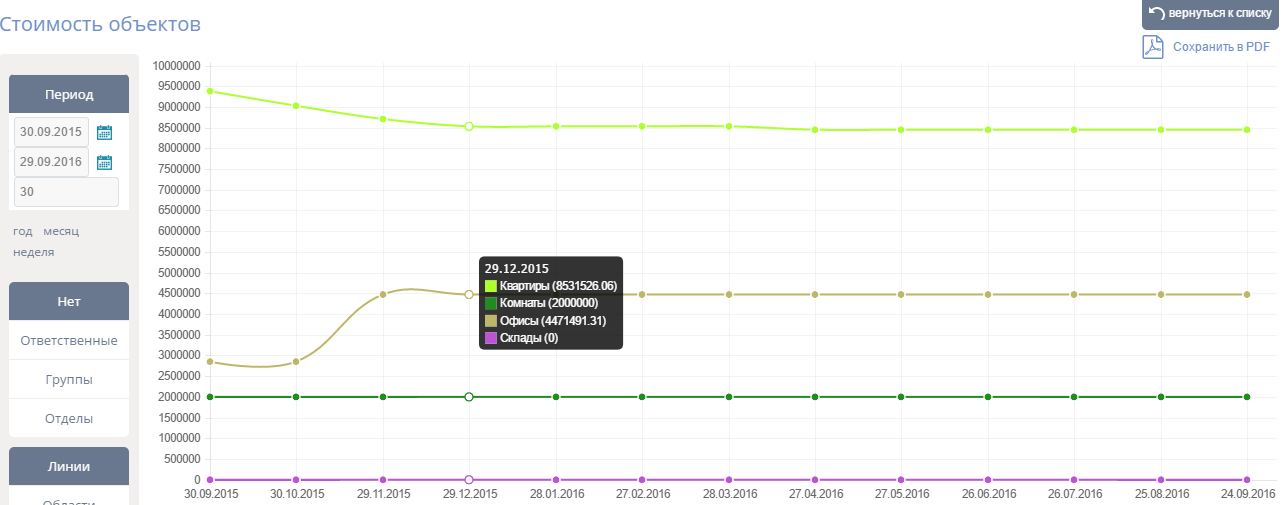 Стоимость объектов
вернуться к списку
Сохранить в PDF
Период
30.09.2015
29.09.2016
30
год месяц
неделя
Нет
Ответственные
Группы
Отделы
Линии
Области
10000000
9500000
9000000
8500000
8000000
7500000
7000000
6500000
6000000
5500000
5000000
4500000
4000000
3500000
3000000
2500000
2000000
1500000
1000000
500000
0
29.12.2015
Квартиры (8531526.06)
Комнаты (2000000)
Офисы (4471491.31)
Склады (0)
30.09.2015 30.10.2015 29.11.2015 29.12.2015 28.01.2016 27.02.2016 28.03.2016 27.04.2016 27.05.2016 26.06.2016 26.07.2016 25.08.2016 24.09.2016